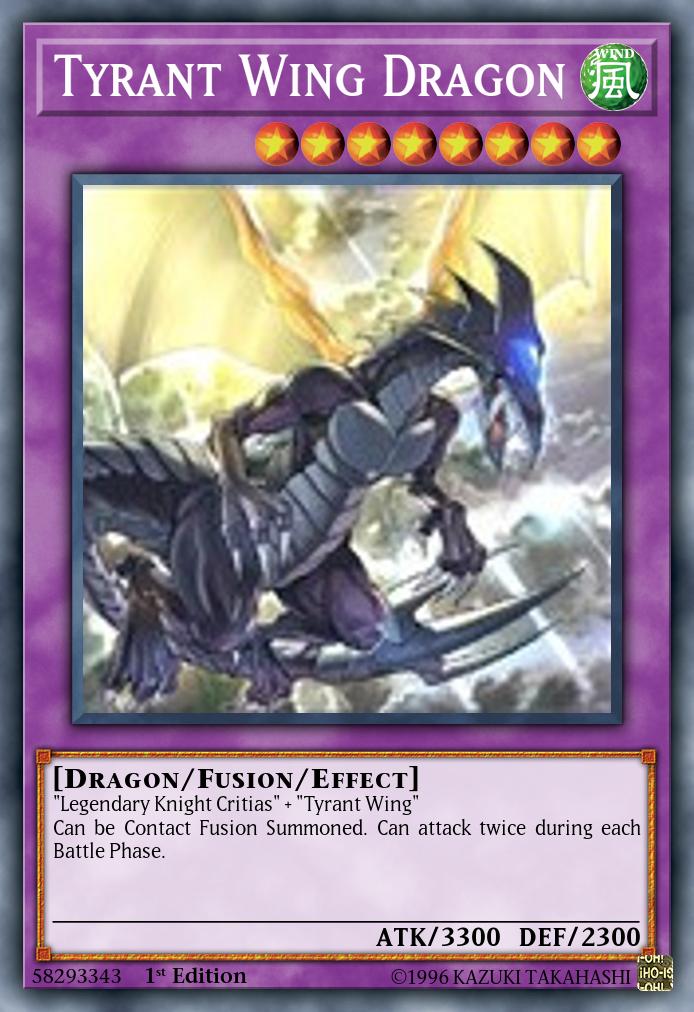 TYRANT WING DRAGON
WIND
風
[DRAGON/FUSION/EFFECT]
"Legendary Knight Critias" + "Tyrant Wing"
Can be Contact Fusion Summoned. Can attack twice during each
Battle Phase.
ATK/3300 DEF/2300
58293343 1st Edition ©1996 KAZUKI TAKAHASHI